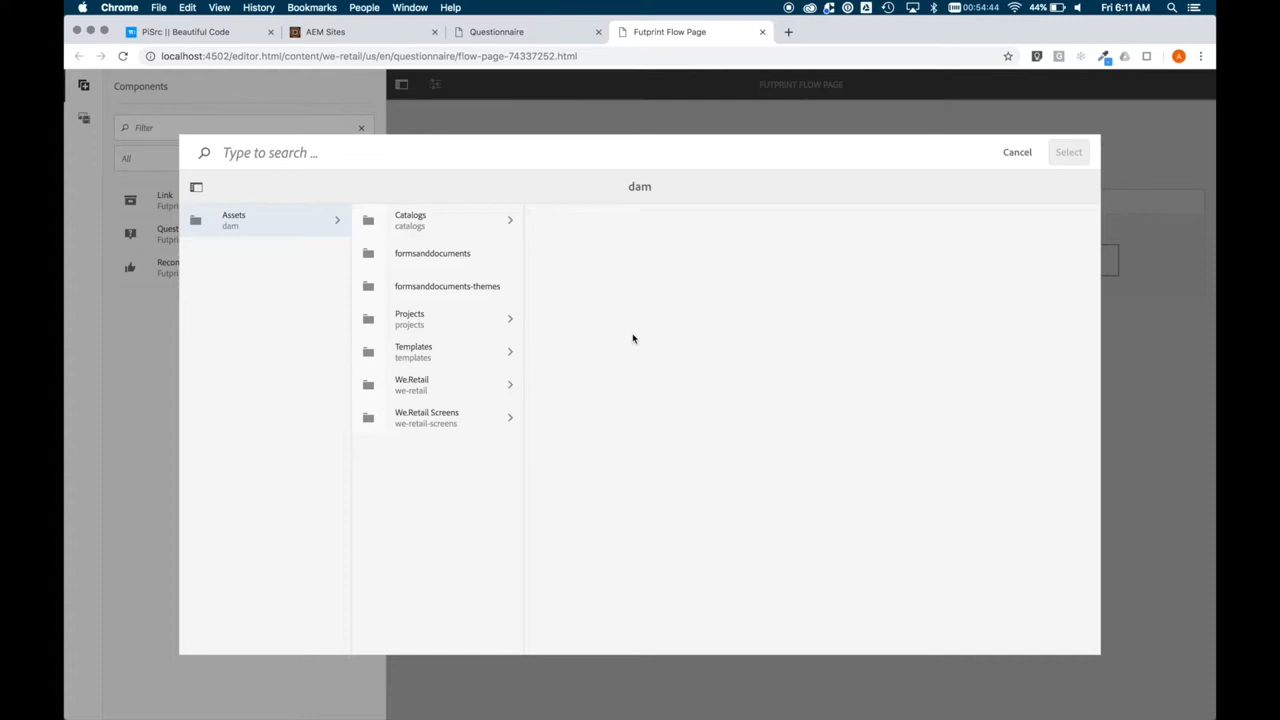 Chrome File Edit View History Bookmarks People Window Help 00:54:44 44% Fri 6:11 AM
PiSrc || Beautiful Code × AEM Sites × Questionnaire × Futprint Flow Page ×
localhost:4502/editor.html/content/we-retail/us/en/questionnaire/flow-page-74337252.html
A
Components
FUTPRINT FLOW PAGE
Filter
All
Link
Futpr
Quest
Futpri
Recon
Futpri
Type to search ...
Cancel
Select
dam
Assets
dam
Catalogs
catalogs
formsanddocuments
formsanddocuments-themes
Projects
projects
Templates
templates
We.Retail
we-retail
We.Retail Screens
we-retail-screens